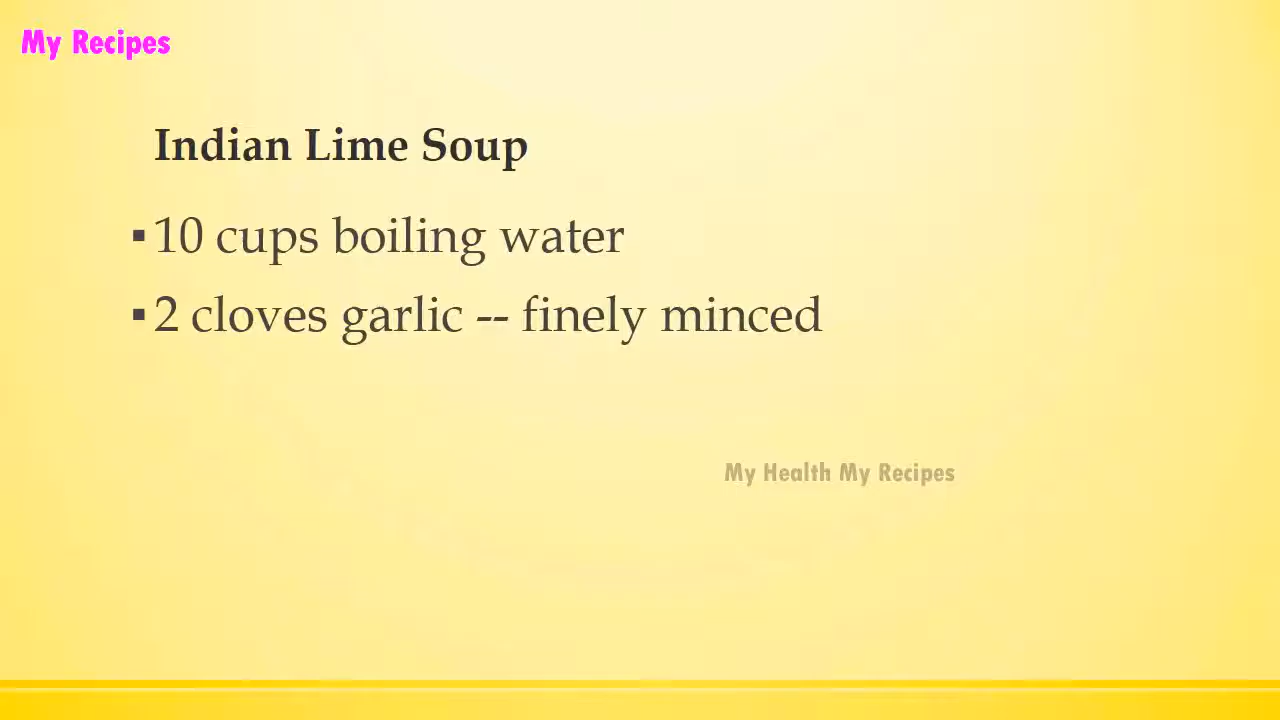 My Recipes
Indian Lime Soup
▪10 cups boiling water
▪2 cloves garlic -- finely minced
My Health My Recipes